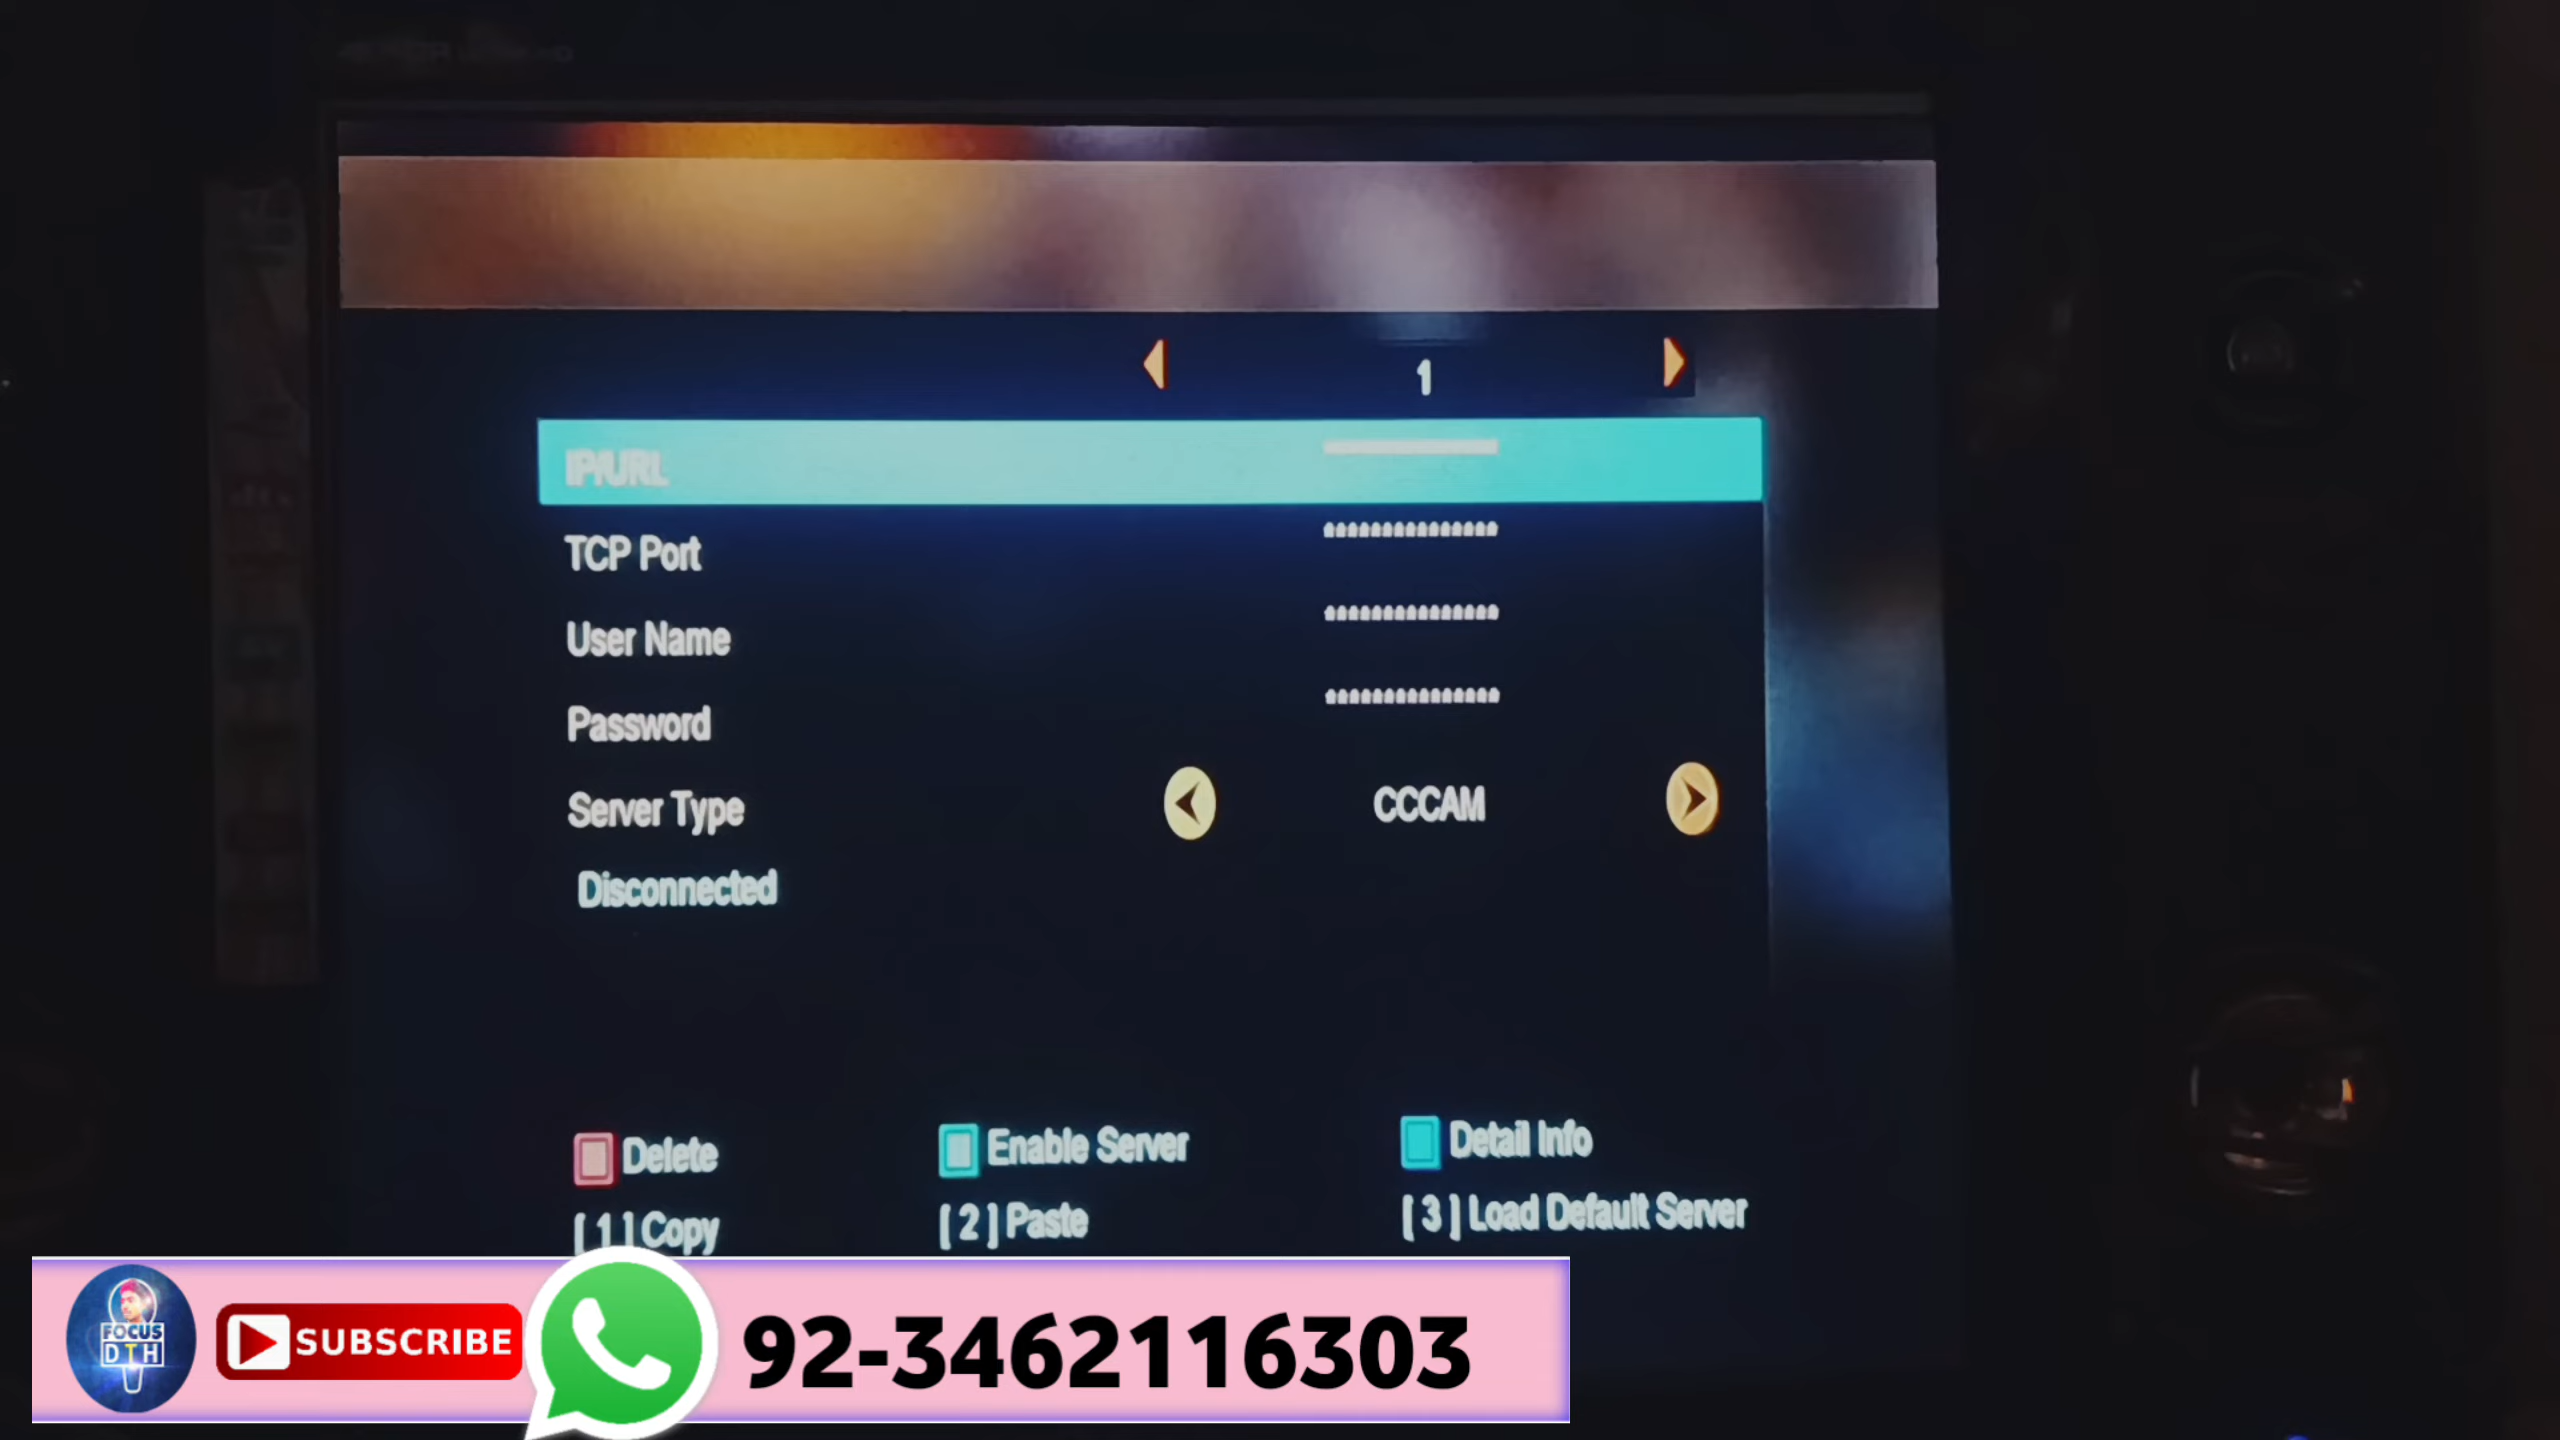 1
IP/URL
TCP Port ***************
User Name ***************
Password ***************
Server Type CCCAM
Disconnected
Delete Enable Server Detail Info
[ 1 ] Copy [ 2 ] Paste [ 3 ] Load Default Server
FOCUS
DTH
SUBSCRIBE
92-3462116303